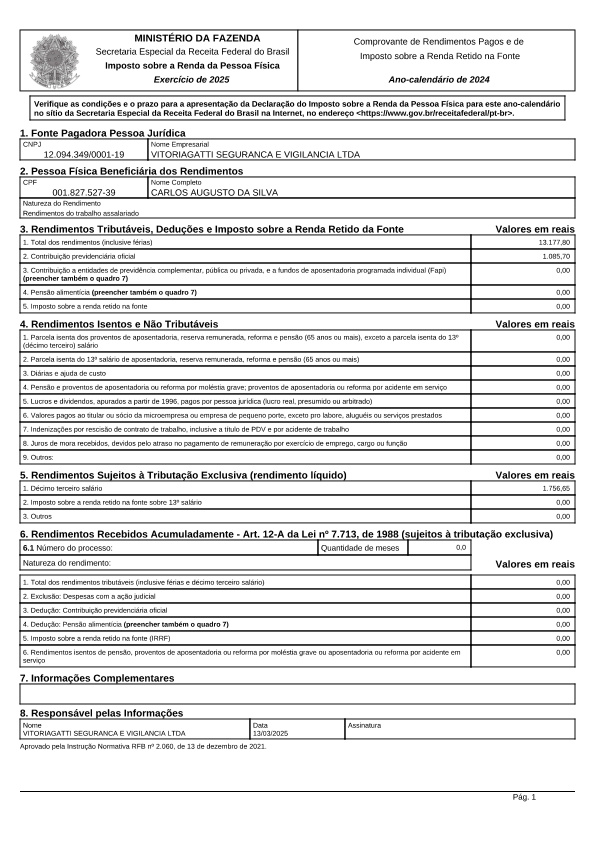 MINISTÉRIO DA FAZENDA
Secretaria Especial da Receita Federal do Brasil
Imposto sobre a Renda da Pessoa Física
Exercício de 2025
Comprovante de Rendimentos Pagos e de
Imposto sobre a Renda Retido na Fonte
Ano-calendário de 2024
Verifique as condições e o prazo para a apresentação da Declaração do Imposto sobre a Renda da Pessoa Física para este ano-calendário
no sítio da Secretaria Especial da Receita Federal do Brasil na Internet, no endereço <https://www.gov.br/receitafederal/pt-br>.
1. Fonte Pagadora Pessoa Jurídica
CNPJ Nome Empresarial
12.094.349/0001-19 VITORIAGATTI SEGURANCA E VIGILANCIA LTDA
2. Pessoa Física Beneficiária dos Rendimentos
CPF Nome Completo
001.827.527-39 CARLOS AUGUSTO DA SILVA
Natureza do Rendimento
Rendimentos do trabalho assalariado
3. Rendimentos Tributáveis, Deduções e Imposto sobre a Renda Retido da Fonte Valores em reais
1. Total dos rendimentos (inclusive férias) 13.177,80
2. Contribuição previdenciária oficial 1.085,70
3. Contribuição a entidades de previdência complementar, pública ou privada, e a fundos de aposentadoria programada individual (Fapi) 0,00
(preencher também o quadro 7)
4. Pensão alimentícia (preencher também o quadro 7) 0,00
5. Imposto sobre a renda retido na fonte 0,00
4. Rendimentos Isentos e Não Tributáveis Valores em reais
1. Parcela isenta dos proventos de aposentadoria, reserva remunerada, reforma e pensão (65 anos ou mais), exceto a parcela isenta do 13º 0,00
(décimo terceiro) salário
2. Parcela isenta do 13º salário de aposentadoria, reserva remunerada, reforma e pensão (65 anos ou mais) 0,00
3. Diárias e ajuda de custo 0,00
4. Pensão e proventos de aposentadoria ou reforma por moléstia grave; proventos de aposentadoria ou reforma por acidente em serviço 0,00
5. Lucros e dividendos, apurados a partir de 1996, pagos por pessoa jurídica (lucro real, presumido ou arbitrado) 0,00
6. Valores pagos ao titular ou sócio da microempresa ou empresa de pequeno porte, exceto pro labore, aluguéis ou serviços prestados 0,00
7. Indenizações por rescisão de contrato de trabalho, inclusive a título de PDV e por acidente de trabalho 0,00
8. Juros de mora recebidos, devidos pelo atraso no pagamento de remuneração por exercício de emprego, cargo ou função 0,00
9. Outros: 0,00
5. Rendimentos Sujeitos à Tributação Exclusiva (rendimento líquido) Valores em reais
1. Décimo terceiro salário 1.756,65
2. Imposto sobre a renda retido na fonte sobre 13º salário 0,00
3. Outros 0,00
6. Rendimentos Recebidos Acumuladamente - Art. 12-A da Lei nº 7.713, de 1988 (sujeitos à tributação exclusiva)
6.1 Número do processo: Quantidade de meses 0,0
Natureza do rendimento: Valores em reais
1. Total dos rendimentos tributáveis (inclusive férias e décimo terceiro salário) 0,00
2. Exclusão: Despesas com a ação judicial 0,00
3. Dedução: Contribuição previdenciária oficial 0,00
4. Dedução: Pensão alimentícia (preencher também o quadro 7) 0,00
5. Imposto sobre a renda retido na fonte (IRRF) 0,00
6. Rendimentos isentos de pensão, proventos de aposentadoria ou reforma por moléstia grave ou aposentadoria ou reforma por acidente em 0,00
serviço
7. Informações Complementares
8. Responsável pelas Informações
Nome Data Assinatura
VITORIAGATTI SEGURANCA E VIGILANCIA LTDA 13/03/2025
Aprovado pela Instrução Normativa RFB nº 2.060, de 13 de dezembro de 2021.
Pág. 1